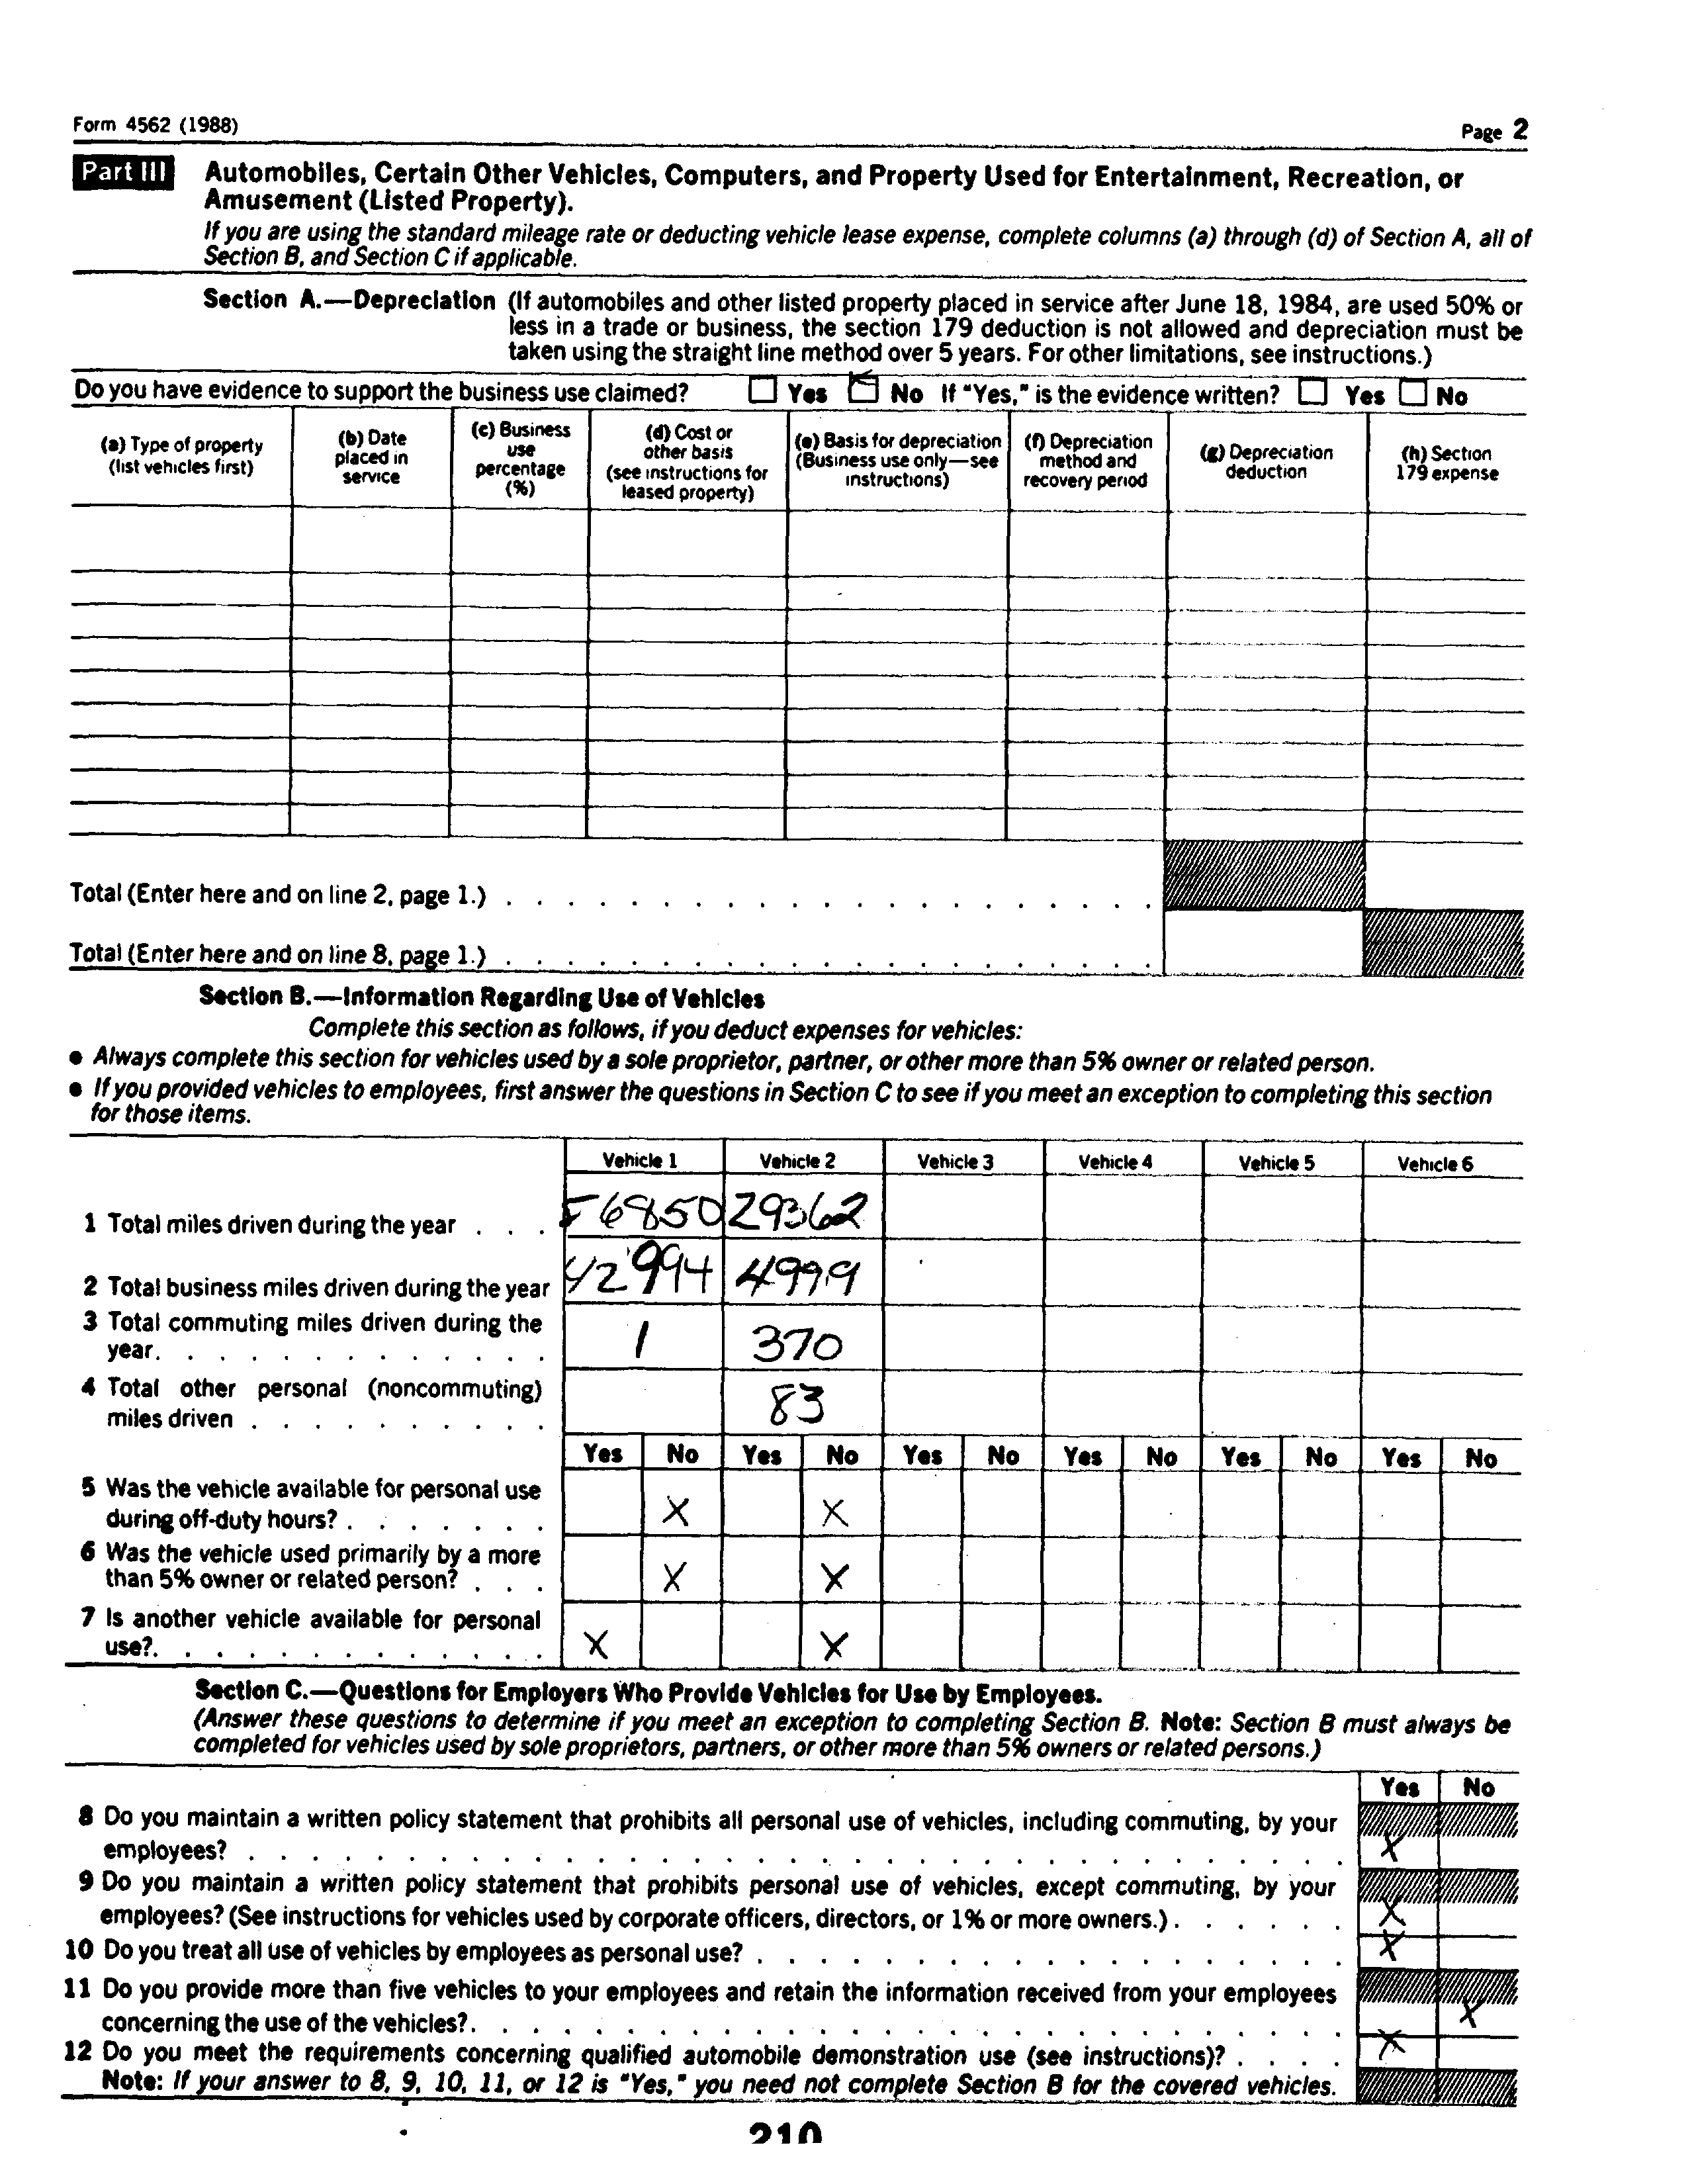 Form 4562 (1988)
Page 2
Part III Automobiles, Certain Other Vehicles, Computers, and Property Used for Entertainment, Recreation, or
Amusement (Listed Property).
If you are using the standard mileage rate or deducting vehicle lease expense, complete columns (a) through (d) of Section A, all of
Section B, and Section C if applicable.
Section A.—Depreciation (If automobiles and other listed property placed in service after June 18, 1984, are used 50% or
less in a trade or business, the section 179 deduction is not allowed and depreciation must be
taken using the straight line method over 5 years. For other limitations, see instructions.)
Do you have evidence to support the business use claimed? Yes No If "Yes," is the evidence written? Yes No
(a) Type of property
(list vehicles first)
(b) Date
placed in
service
(c) Business
use
percentage
(%)
(d) Cost or
other basis
(see instructions for
leased property)
(e) Basis for depreciation
(Business use only—see
instructions)
(f) Depreciation
method and
recovery period
(g) Depreciation
deduction
(h) Section
179 expense
Total (Enter here and on line 2, page 1.) . . . . . . . . . . . . . . . . . . . . .
Total (Enter here and on line 8, page 1.) . . . . . . . . . . . . . . . . . . . . .
Section B.—Information Regarding Use of Vehicles
Complete this section as follows, if you deduct expenses for vehicles:
● Always complete this section for vehicles used by a sole proprietor, partner, or other more than 5% owner or related person.
● If you provided vehicles to employees, first answer the questions in Section C to see if you meet an exception to completing this section
for those items.
Vehicle 1 Vehicle 2 Vehicle 3 Vehicle 4 Vehicle 5 Vehicle 6
1 Total miles driven during the year . . . 29362
2 Total business miles driven during the year 42994 4999
3 Total commuting miles driven during the
year. . . . . . . . . . . . . . 1 370
4 Total other personal (noncommuting)
miles driven . . . . . . . . . . 83
Yes No Yes No Yes No Yes No Yes No Yes No
5 Was the vehicle available for personal use
during off-duty hours? . . . . . . . X X
6 Was the vehicle used primarily by a more
than 5% owner or related person? . . . X X
7 Is another vehicle available for personal
use?. . . . . . . . . . . . . . X X
Section C.—Questions for Employers Who Provide Vehicles for Use by Employees.
(Answer these questions to determine if you meet an exception to completing Section B. Note: Section B must always be
completed for vehicles used by sole proprietors, partners, or other more than 5% owners or related persons.)
Yes No
8 Do you maintain a written policy statement that prohibits all personal use of vehicles, including commuting, by your
employees? . . . . . . . . . . . . . . . . . . . . . . . . . . . . . . . . . . . X
9 Do you maintain a written policy statement that prohibits personal use of vehicles, except commuting, by your
employees? (See instructions for vehicles used by corporate officers, directors, or 1% or more owners.) . . . . . . X
10 Do you treat all use of vehicles by employees as personal use? . . . . . . . . . . . . . . . . . . . X
11 Do you provide more than five vehicles to your employees and retain the information received from your employees
concerning the use of the vehicles?. . . . . . . . . . . . . . . . . . . . . . . . . . . . X
12 Do you meet the requirements concerning qualified automobile demonstration use (see instructions)? . . . . X
Note: If your answer to 8, 9, 10, 11, or 12 is "Yes," you need not complete Section B for the covered vehicles.
210